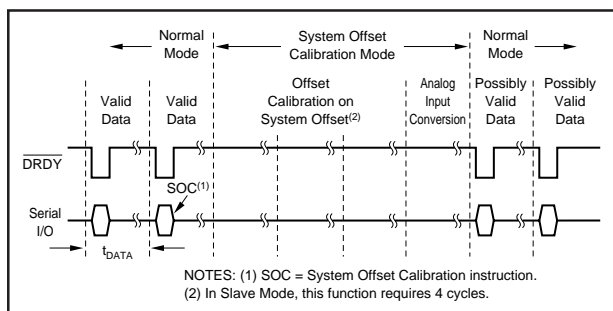 Normal
Mode
System Offset
Calibration Mode
Normal
Mode
Valid
Data
Valid
Data
Offset
Calibration on
System Offset(2)
Analog
Input
Conversion
Possibly
Valid
Data
Possibly
Valid
Data
DRDY
SOC(1)
Serial
I/O
tDATA
NOTES: (1) SOC = System Offset Calibration instruction.
(2) In Slave Mode, this function requires 4 cycles.